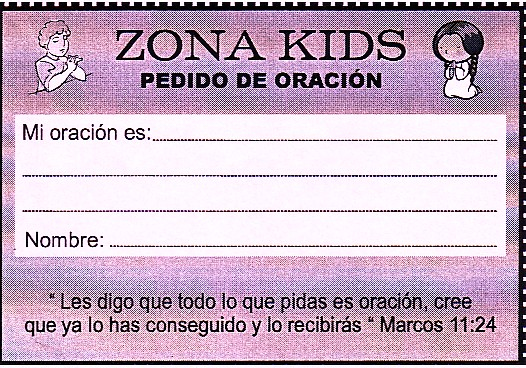 ZONA KIDS
PEDIDO DE ORACIÓN
Mi oración es:
Nombre:
“ Les digo que todo lo que pidas es oración, cree
que ya lo has conseguido y lo recibirás “ Marcos 11:24